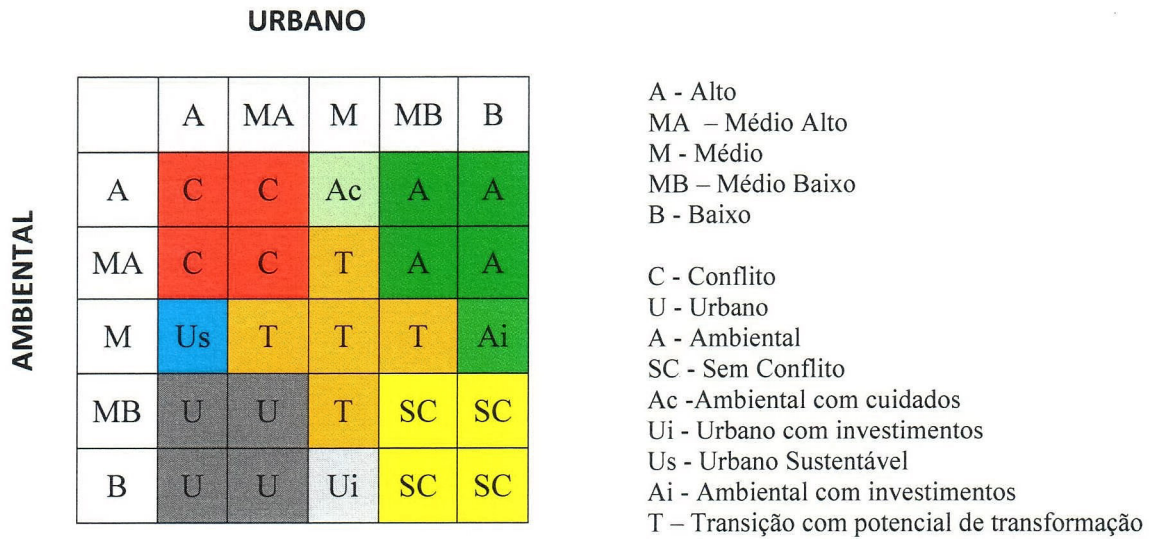 URBANO
AMBIENTAL
A MA M MB B
A C C Ac A A
MA C C T A A
M Us T T T Ai
MB U U T SC SC
B U U Ui SC SC
A - Alto
MA – Médio Alto
M - Médio
MB – Médio Baixo
B - Baixo
C - Conflito
U - Urbano
A - Ambiental
SC - Sem Conflito
Ac -Ambiental com cuidados
Ui - Urbano com investimentos
Us - Urbano Sustentável
Ai - Ambiental com investimentos
T – Transição com potencial de transformação